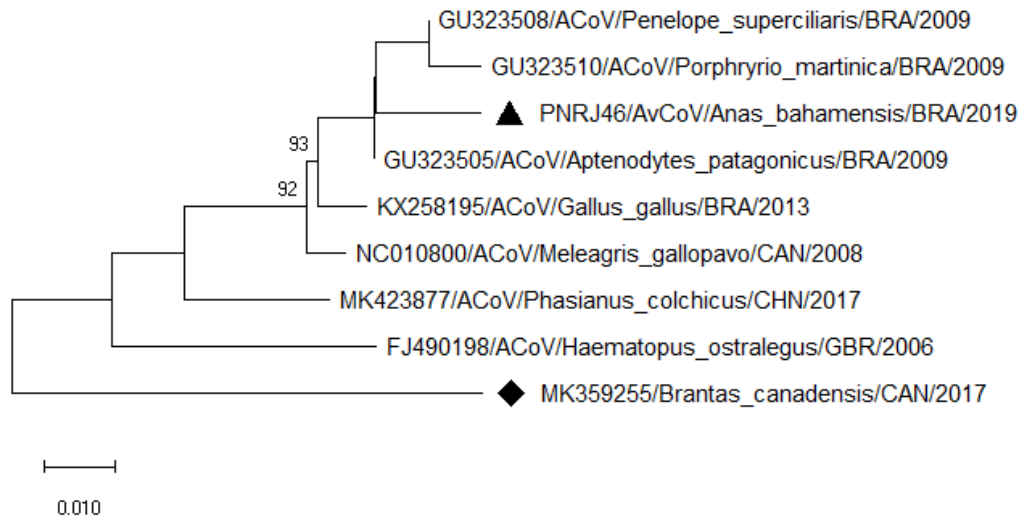 GU323508/ACoV/Penelope_superciliaris/BRA/2009
GU323510/ACoV/Porphryrio_martinica/BRA/2009
PNRJ46/AvCoV/Anas_bahamensis/BRA/2019
93
GU323505/ACoV/Aptenodytes_patagonicus/BRA/2009
92
KX258195/ACoV/Gallus_gallus/BRA/2013
NC010800/ACoV/Meleagris_gallopavo/CAN/2008
MK423877/ACoV/Phasianus_colchicus/CHN/2017
FJ490198/ACoV/Haematopus_ostralegus/GBR/2006
MK359255/Brantas_canadensis/CAN/2017
0.010